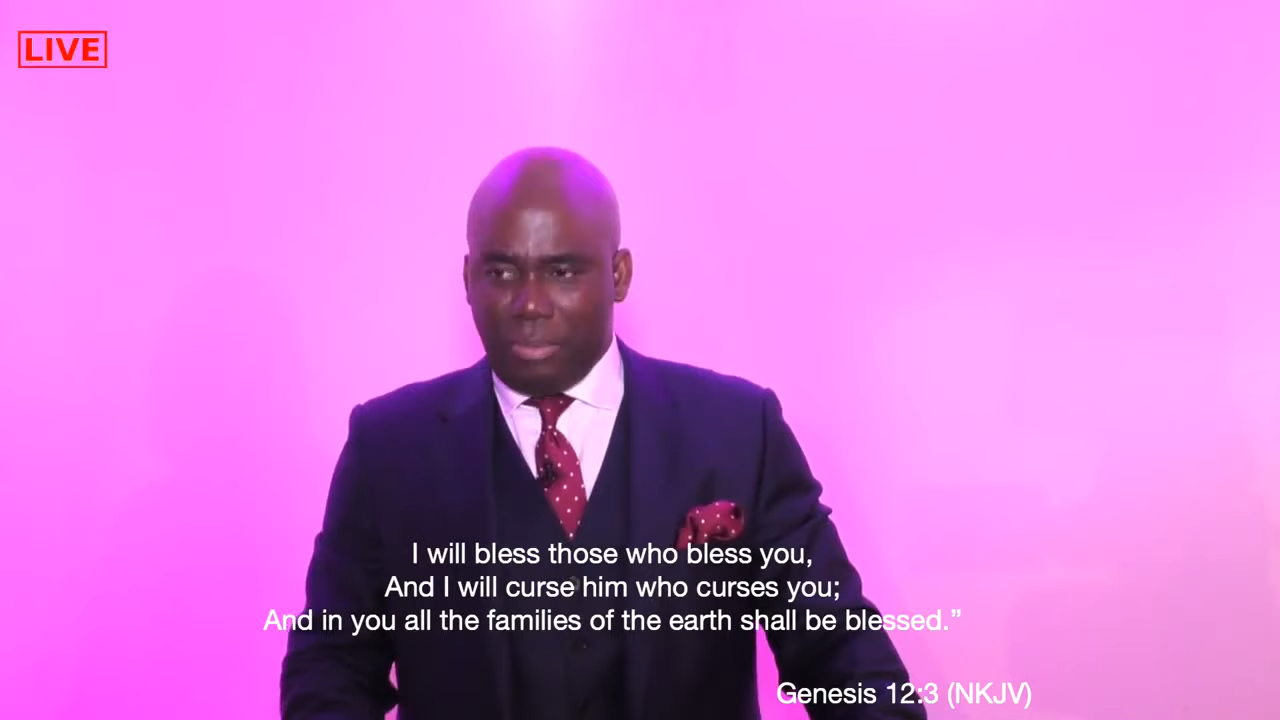 LIVE
I will bless those who bless you,
And I will curse him who curses you;
And in you all the families of the earth shall be blessed.”
Genesis 12:3 (NKJV)